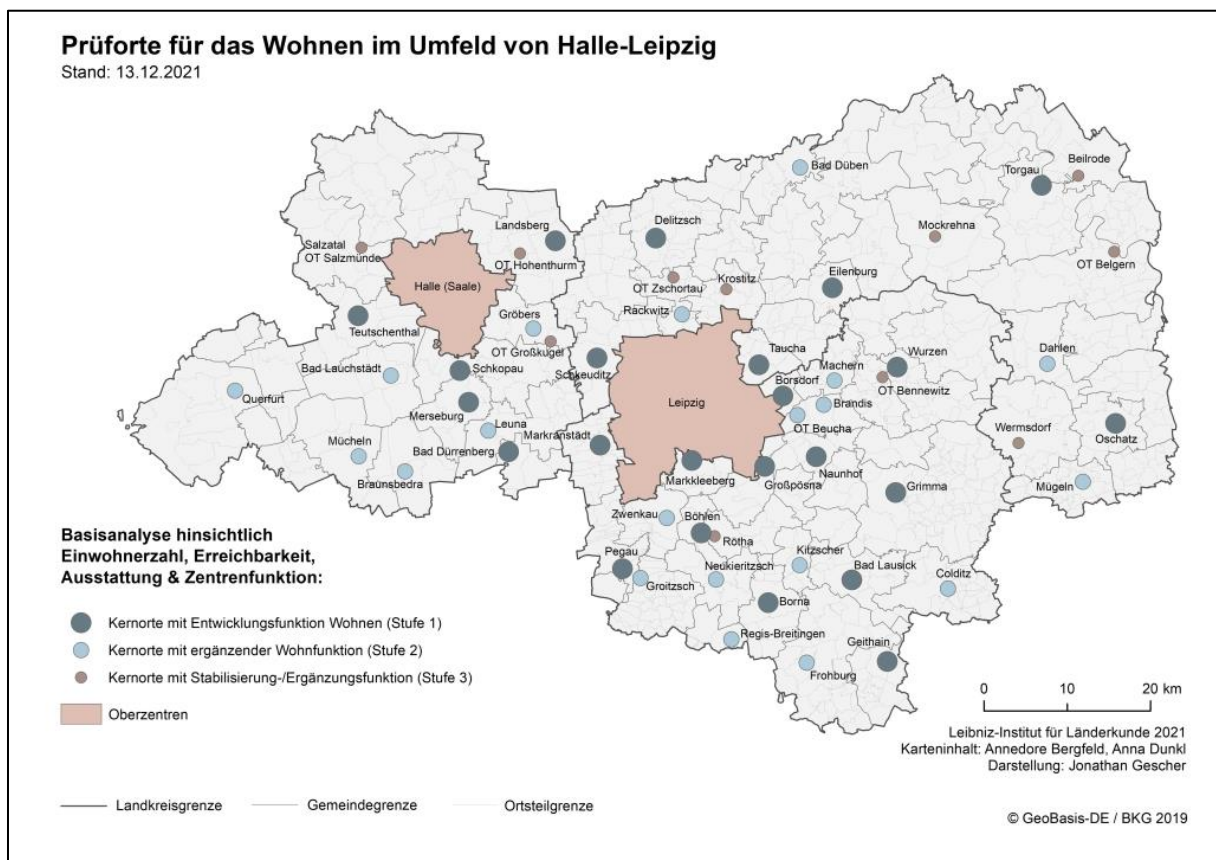 Prüforte für das Wohnen im Umfeld von Halle-Leipzig
Stand: 13.12.2021
Bad Düben
Beilrode
Torgau
Landsberg
Delitzsch
Mockrehna
Salzatal
OT Salzmünde
OT Hohenthurm
OT Belgern
Halle (Saale)
OT Zschortau
Krostitz
Eilenburg
Rackwitz
Gröbers
Teutschenthal
OT Großkugel
Taucha
Wurzen
Dahlen
Bad Lauchstädt
Schkopau
Schkeuditz
Machern
Borsdorf
OT Bennewitz
Querfurt
Leipzig
Brandis
Merseburg
OT Beucha
Wermsdorf
Oschatz
Leuna
Markranstädt
Mücheln
Bad Dürrenberg
Naunhof
Markkleeberg
Großpösna
Grimma
Mügeln
Braunsbedra
Zwenkau
Böhlen
Rötha
Kitzscher
Pegau
Neukieritzsch
Bad Lausick
Colditz
Groitzsch
Borna
Regis-Breitingen
Geithain
Frohburg
Basisanalyse hinsichtlich
Einwohnerzahl, Erreichbarkeit,
Ausstattung & Zentrenfunktion:
Kernorte mit Entwicklungsfunktion Wohnen (Stufe 1)
Kernorte mit ergänzender Wohnfunktion (Stufe 2)
Kernorte mit Stabilisierung-/Ergänzungsfunktion (Stufe 3)
Oberzentren
0 10 20 km
Leibniz-Institut für Länderkunde 2021
Karteninhalt: Annedore Bergfeld, Anna Dunkl
Darstellung: Jonathan Gescher
Landkreisgrenze
Gemeindegrenze
Ortsteilgrenze
© GeoBasis-DE / BKG 2019